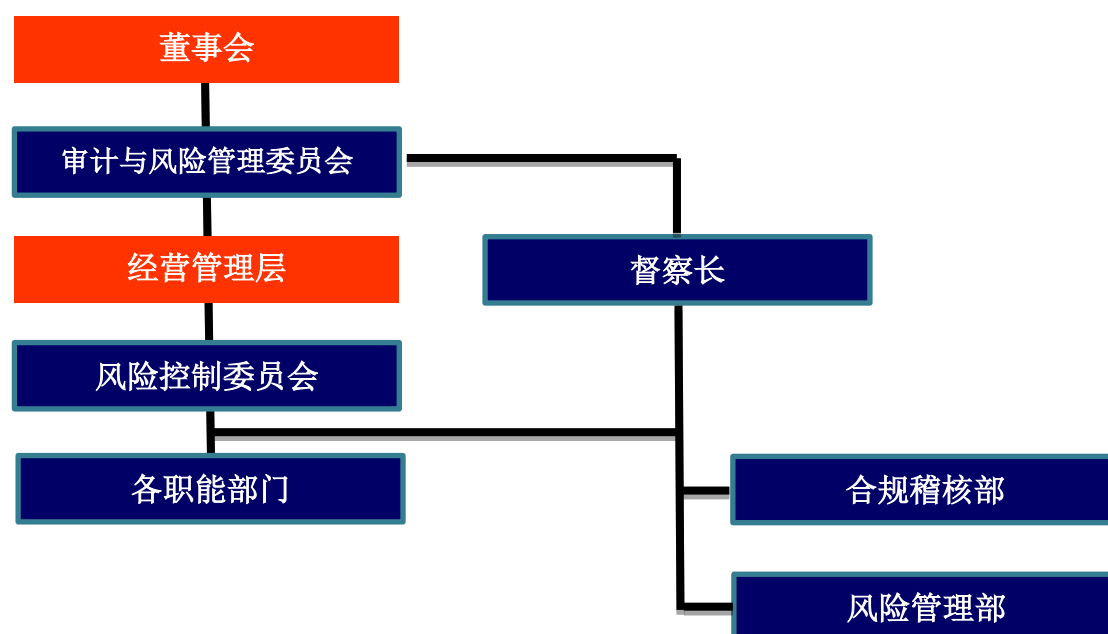 董事会
审计与风险管理委员会
经营管理层
督察长
风险控制委员会
各职能部门
合规稽核部
风险管理部